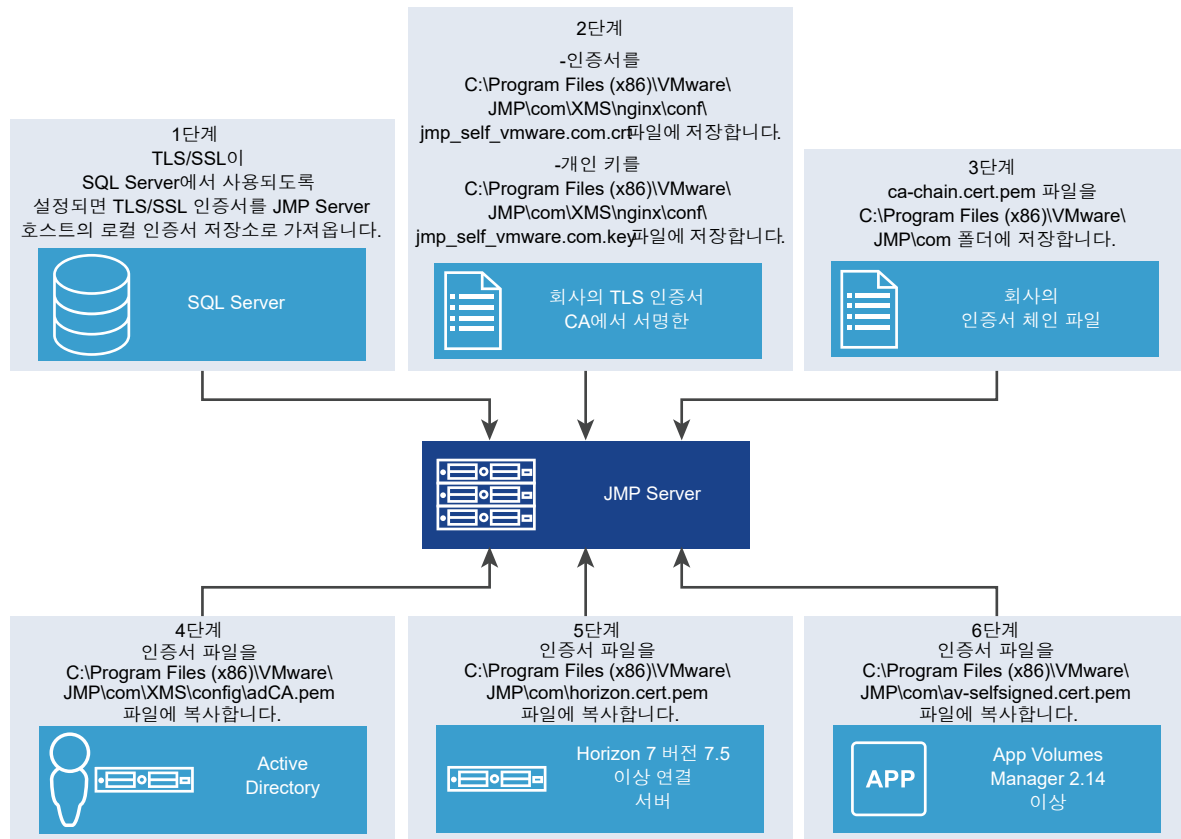 1단계
TLS/SSL이
SQL Server에서 사용되도록
설정되면 TLS/SSL 인증서를 JMP Server
호스트의 로컬 인증서 저장소로 가져옵니다.
SQL Server
2단계
-인증서를
C:\Program Files (x86)\VMware\
JMP\com\XMS\nginx\conf\
jmp_self_vmware.com.crt파일에 저장합니다.
-개인 키를
C:\Program Files (x86)\VMware\
JMP\com\XMS\nginx\conf\
jmp_self_vmware.com.key파일에 저장합니다.
회사의 TLS 인증서
CA에서 서명한
3단계
ca-chain.cert.pem 파일을
C:\Program Files (x86)\VMware\
JMP\com 폴더에 저장합니다.
회사의
인증서 체인 파일
JMP Server
4단계
인증서 파일을
C:\Program Files (x86)\VMware\
JMP\com\XMS\config\adCA.pem
파일에 복사합니다.
Active
Directory
5단계
인증서 파일을
C:\Program Files (x86)\VMware\
JMP\com\horizon.cert.pem
파일에 복사합니다.
Horizon 7 버전 7.5
이상 연결
서버
6단계
인증서 파일을
C:\Program Files (x86)\VMware\
JMP\com\av-selfsigned.cert.pem
파일에 복사합니다.
APP
App Volumes
Manager 2.14
이상